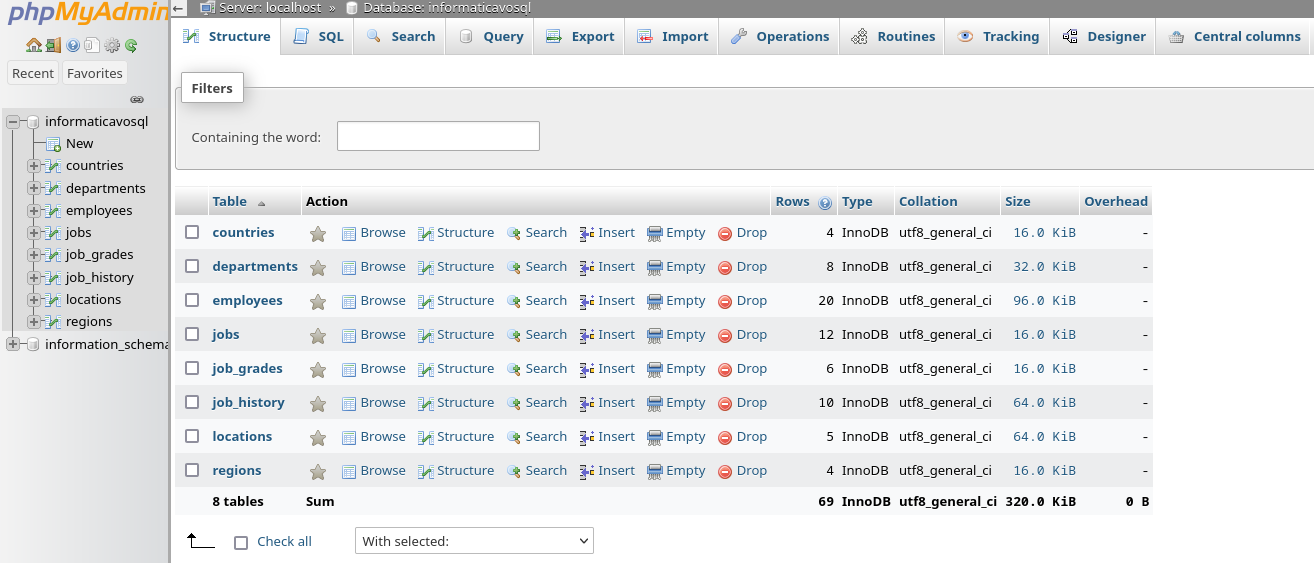 phpMyAdmin
Server: localhost » Database: informaticavosql
Structure SQL Search Query Export Import Operations Routines Tracking Designer Central columns
Recent Favorites
informaticavosql
New
countries
departments
employees
jobs
job_grades
job_history
locations
regions
information_schema
Filters
Containing the word:
Table Action Rows Type Collation Size Overhead
countries Browse Structure Search Insert Empty Drop 4 InnoDB utf8_general_ci 16.0 KiB -
departments Browse Structure Search Insert Empty Drop 8 InnoDB utf8_general_ci 32.0 KiB -
employees Browse Structure Search Insert Empty Drop 20 InnoDB utf8_general_ci 96.0 KiB -
jobs Browse Structure Search Insert Empty Drop 12 InnoDB utf8_general_ci 16.0 KiB -
job_grades Browse Structure Search Insert Empty Drop 6 InnoDB utf8_general_ci 16.0 KiB -
job_history Browse Structure Search Insert Empty Drop 10 InnoDB utf8_general_ci 64.0 KiB -
locations Browse Structure Search Insert Empty Drop 5 InnoDB utf8_general_ci 64.0 KiB -
regions Browse Structure Search Insert Empty Drop 4 InnoDB utf8_general_ci 16.0 KiB -
8 tables Sum 69 InnoDB utf8_general_ci 320.0 KiB 0 B
Check all With selected: